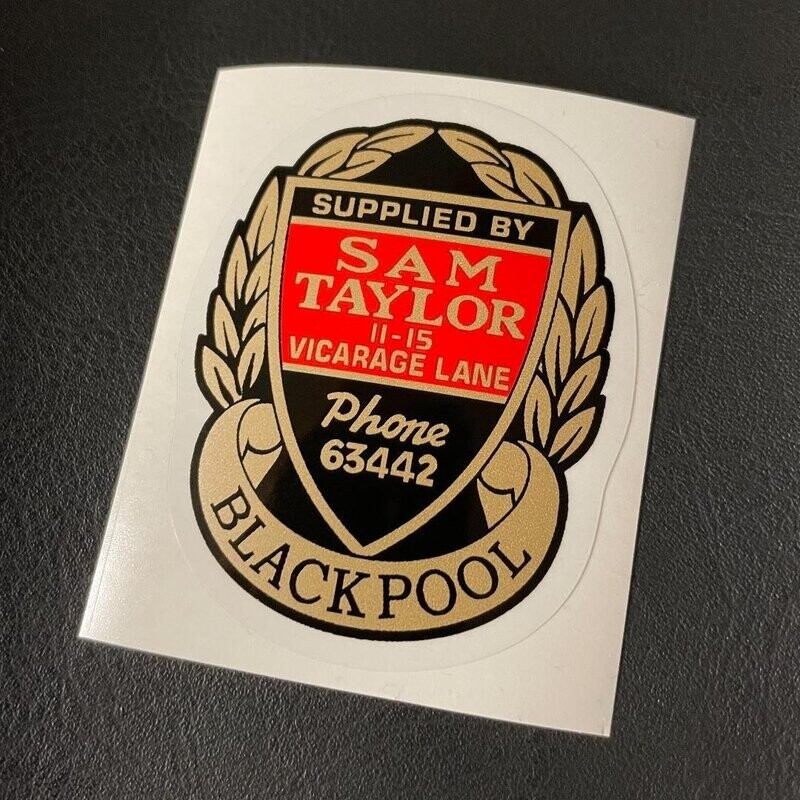 SUPPLIED BY
SAM
TAYLOR
11-15
VICARAGE LANE
Phone
63442
BLACKPOOL